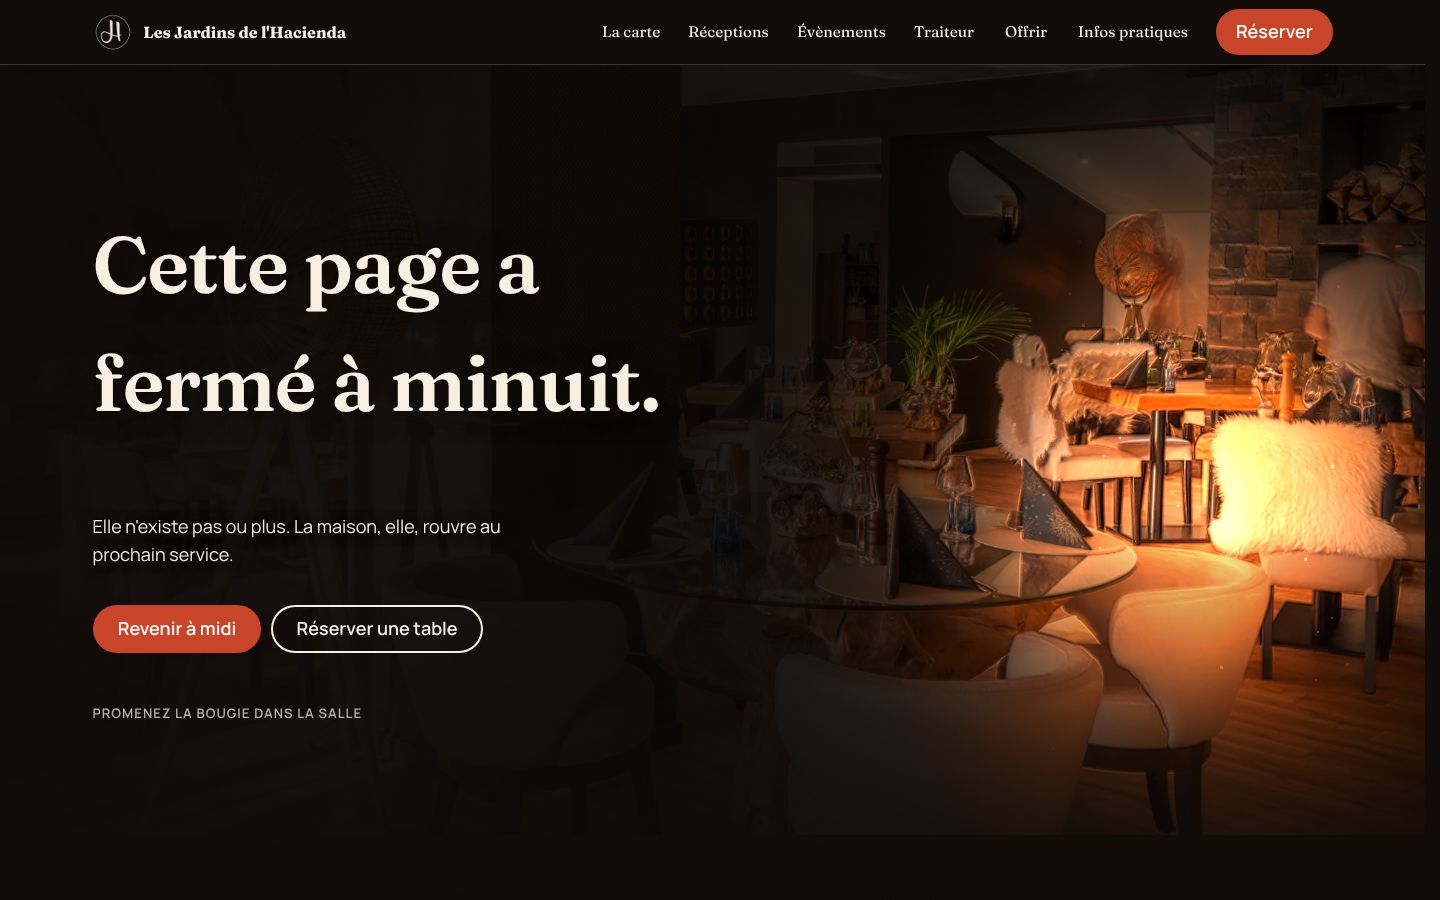 Les Jardins de l'Hacienda
La carte
Réceptions
Évènements
Traiteur
Offrir
Infos pratiques
Réserver
Cette page a
fermé à minuit.
Elle n'existe pas ou plus. La maison, elle, rouvre au
prochain service.
Revenir à midi
Réserver une table
PROMENEZ LA BOUGIE DANS LA SALLE